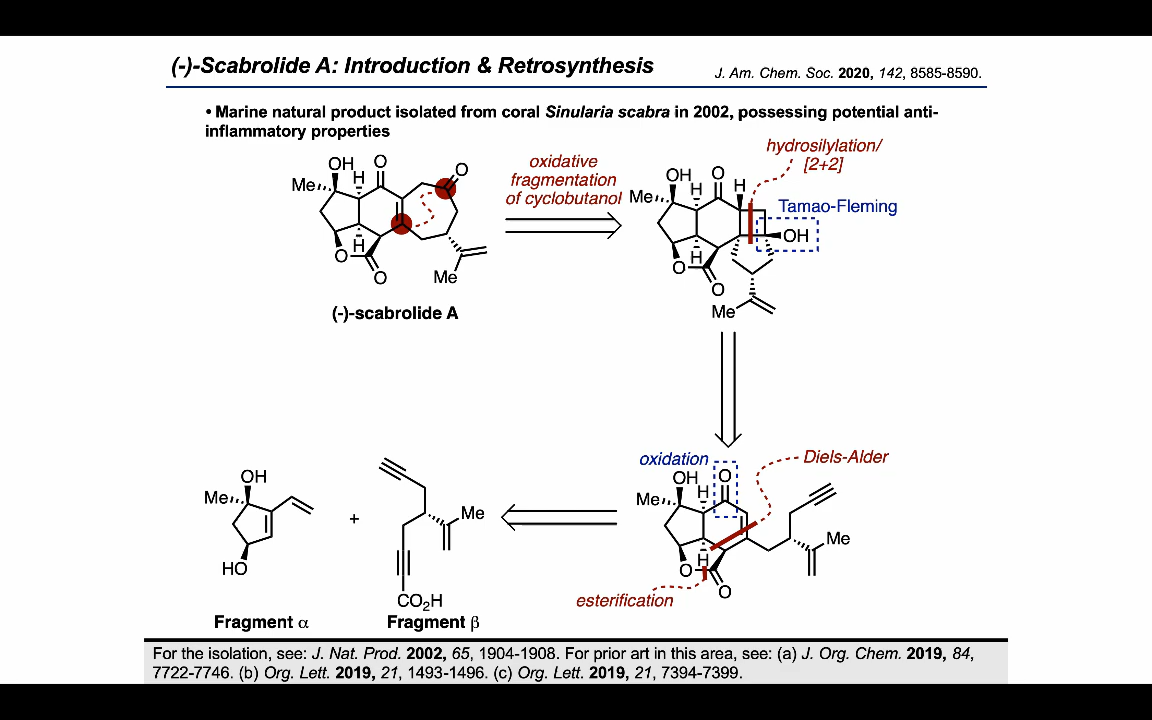 (-)-Scabrolide A: Introduction & Retrosynthesis
J. Am. Chem. Soc. 2020, 142, 8585-8590.
• Marine natural product isolated from coral Sinularia scabra in 2002, possessing potential anti-
inflammatory properties
OH
O
H
Me
O
H
O
O
Me
(-)-scabrolide A
oxidative
fragmentation
of cyclobutanol
hydrosilylation/
[2+2]
Tamao-Fleming
OH
O
H
H
Me
OH
H
O
O
Me
oxidation
Diels-Alder
O
OH
H
Me
Me
H
O
O
esterification
OH
Me
HO
Fragment α
+
Me
CO2H
Fragment β
For the isolation, see: J. Nat. Prod. 2002, 65, 1904-1908. For prior art in this area, see: (a) J. Org. Chem. 2019, 84,
7722-7746. (b) Org. Lett. 2019, 21, 1493-1496. (c) Org. Lett. 2019, 21, 7394-7399.